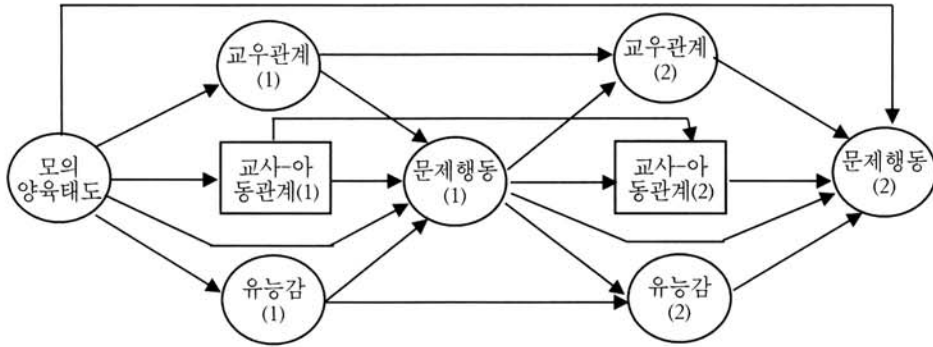 교우관계
(1)
교우관계
(2)
모의
양육태도
교사-아
동관계(1)
문제행동
(1)
교사-아
동관계(2)
문제행동
(2)
유능감
(1)
유능감
(2)